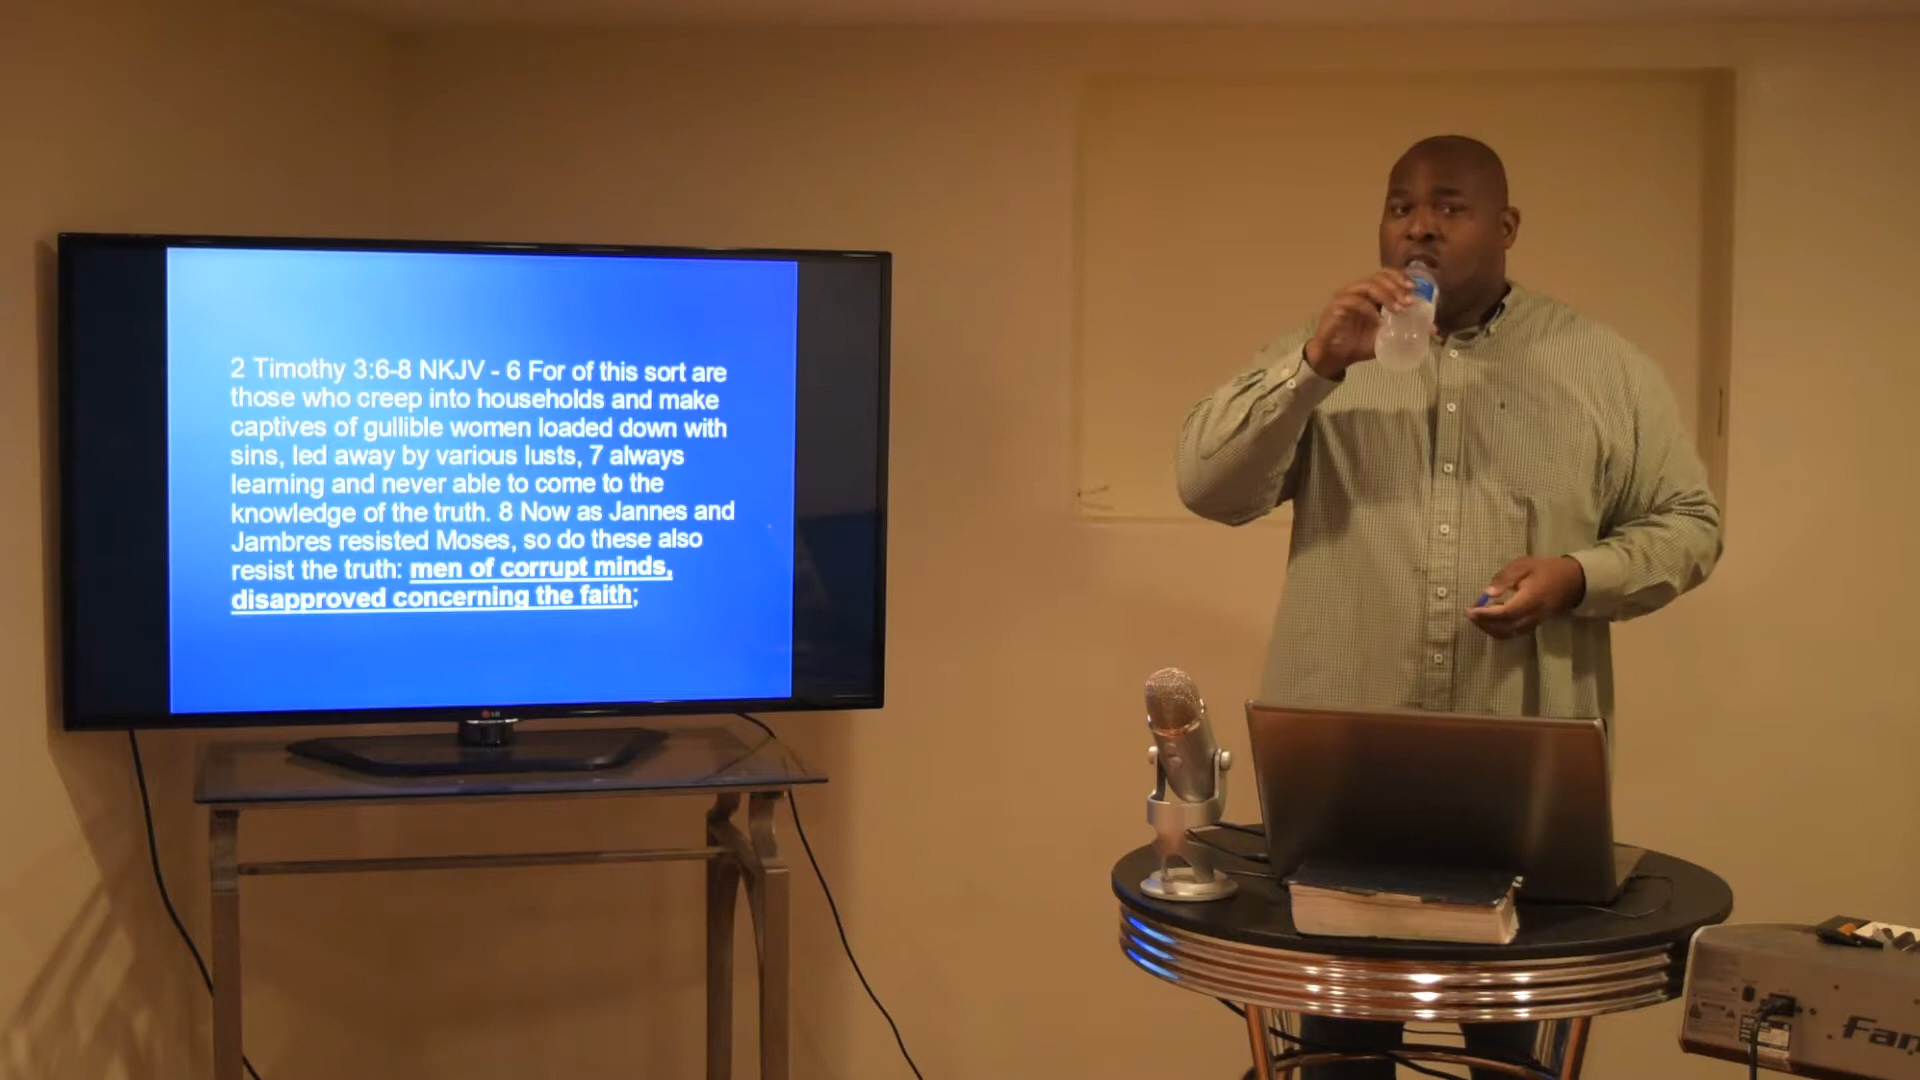 2 Timothy 3:6-8 NKJV - 6 For of this sort are
those who creep into households and make
captives of gullible women loaded down with
sins, led away by various lusts, 7 always
learning and never able to come to the
knowledge of the truth. 8 Now as Jannes and
Jambres resisted Moses, so do these also
resist the truth: men of corrupt minds,
disapproved concerning the faith;
LG
Fan